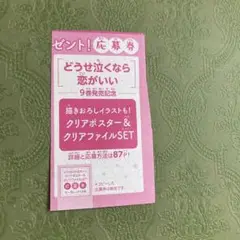 ゼント！応募券
どうせ泣くなら
恋がいい
9巻発売記念
描きおろしイラストも！
クリアポスター＆
クリアファイルSET
詳細と応募方法は87P！
応募券